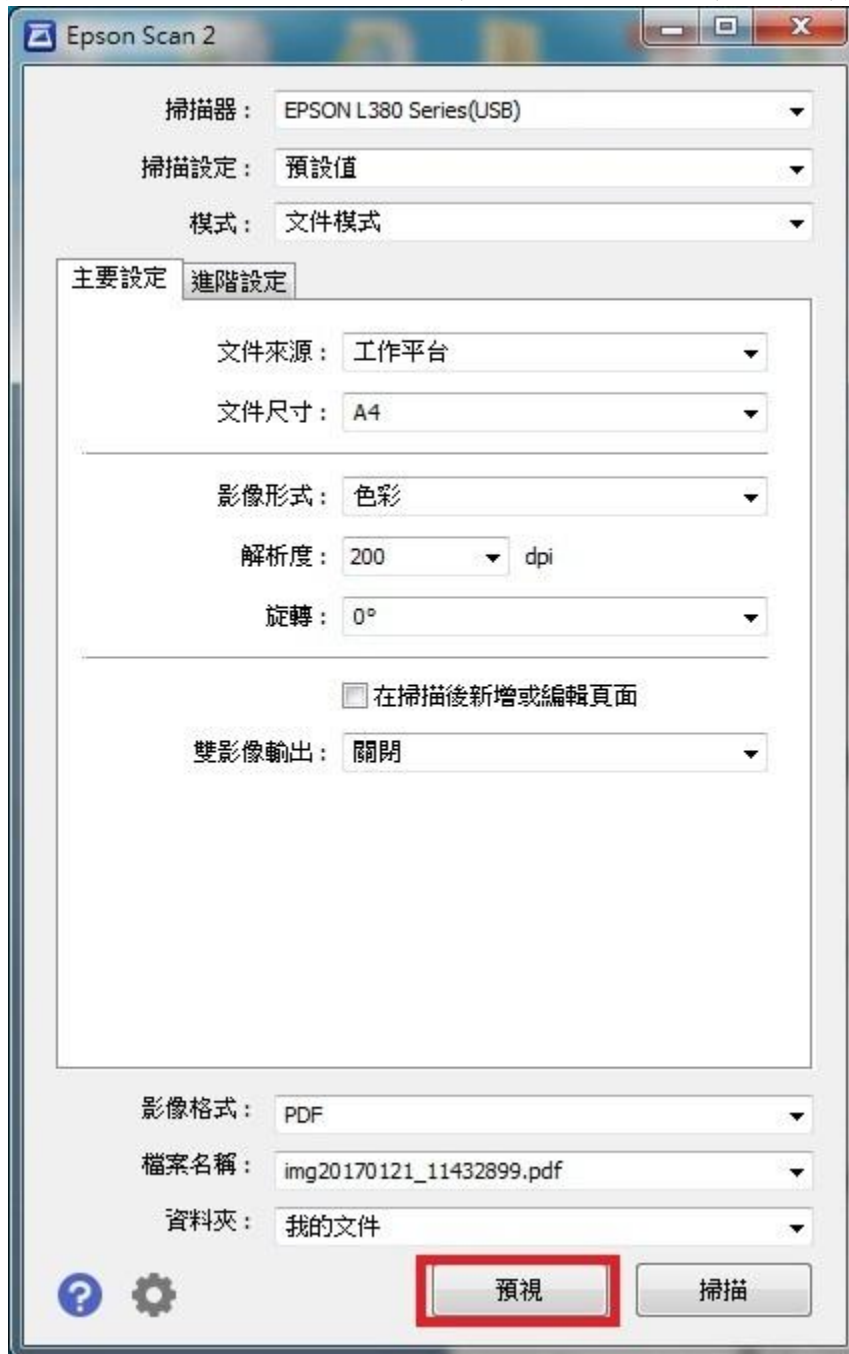 Epson Scan 2
掃描器： EPSON L380 Series(USB)
掃描設定： 預設值
模式： 文件模式
主要設定 進階設定
文件來源： 工作平台
文件尺寸： A4
影像形式： 色彩
解析度： 200 dpi
旋轉： 0°
在掃描後新增或編輯頁面
雙影像輸出： 關閉
影像格式： PDF
檔案名稱： img20170121_11432899.pdf
資料夾： 我的文件
? 預視 掃描